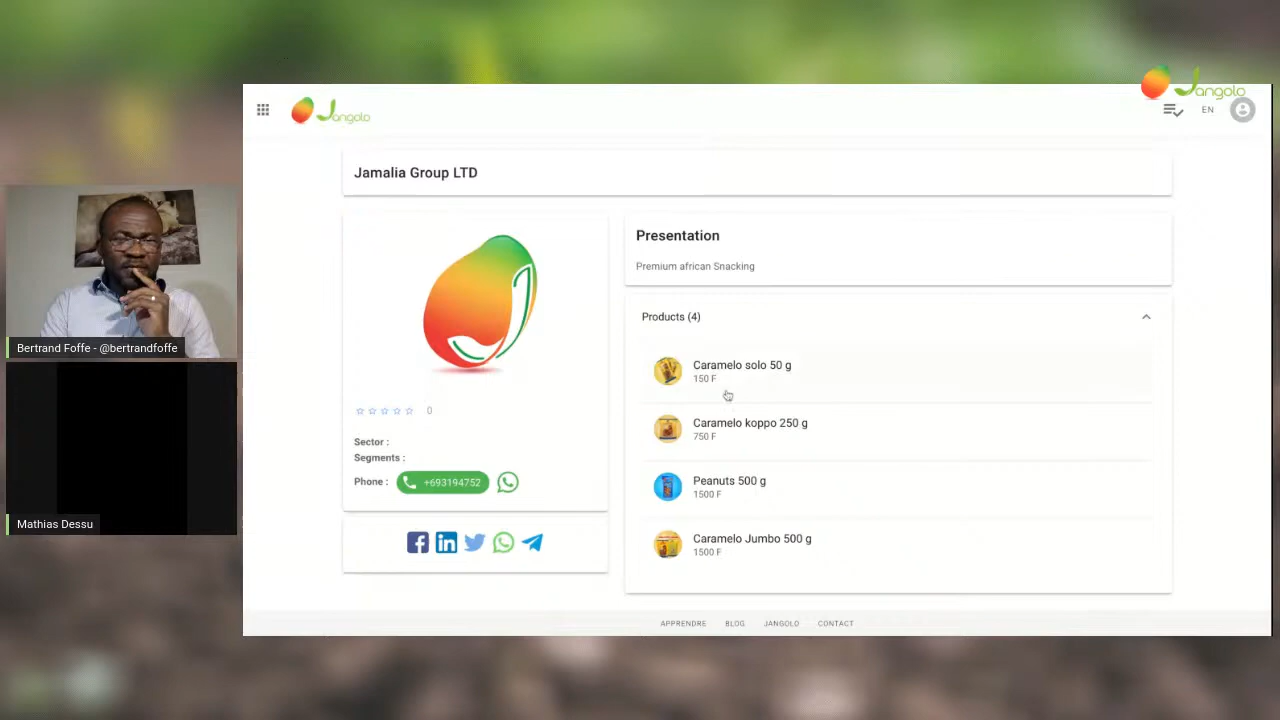 Jangolo
Jangolo
EN
Jamalia Group LTD
Presentation
Premium african Snacking
Products (4)
Caramelo solo 50 g
150 F
Caramelo koppo 250 g
750 F
Peanuts 500 g
1500 F
Caramelo Jumbo 500 g
1500 F
0
Sector :
Segments :
Phone : +693194752
Bertrand Foffe - @bertrandfoffe
Mathias Dessu
APPRENDRE BLOG JANGOLO CONTACT